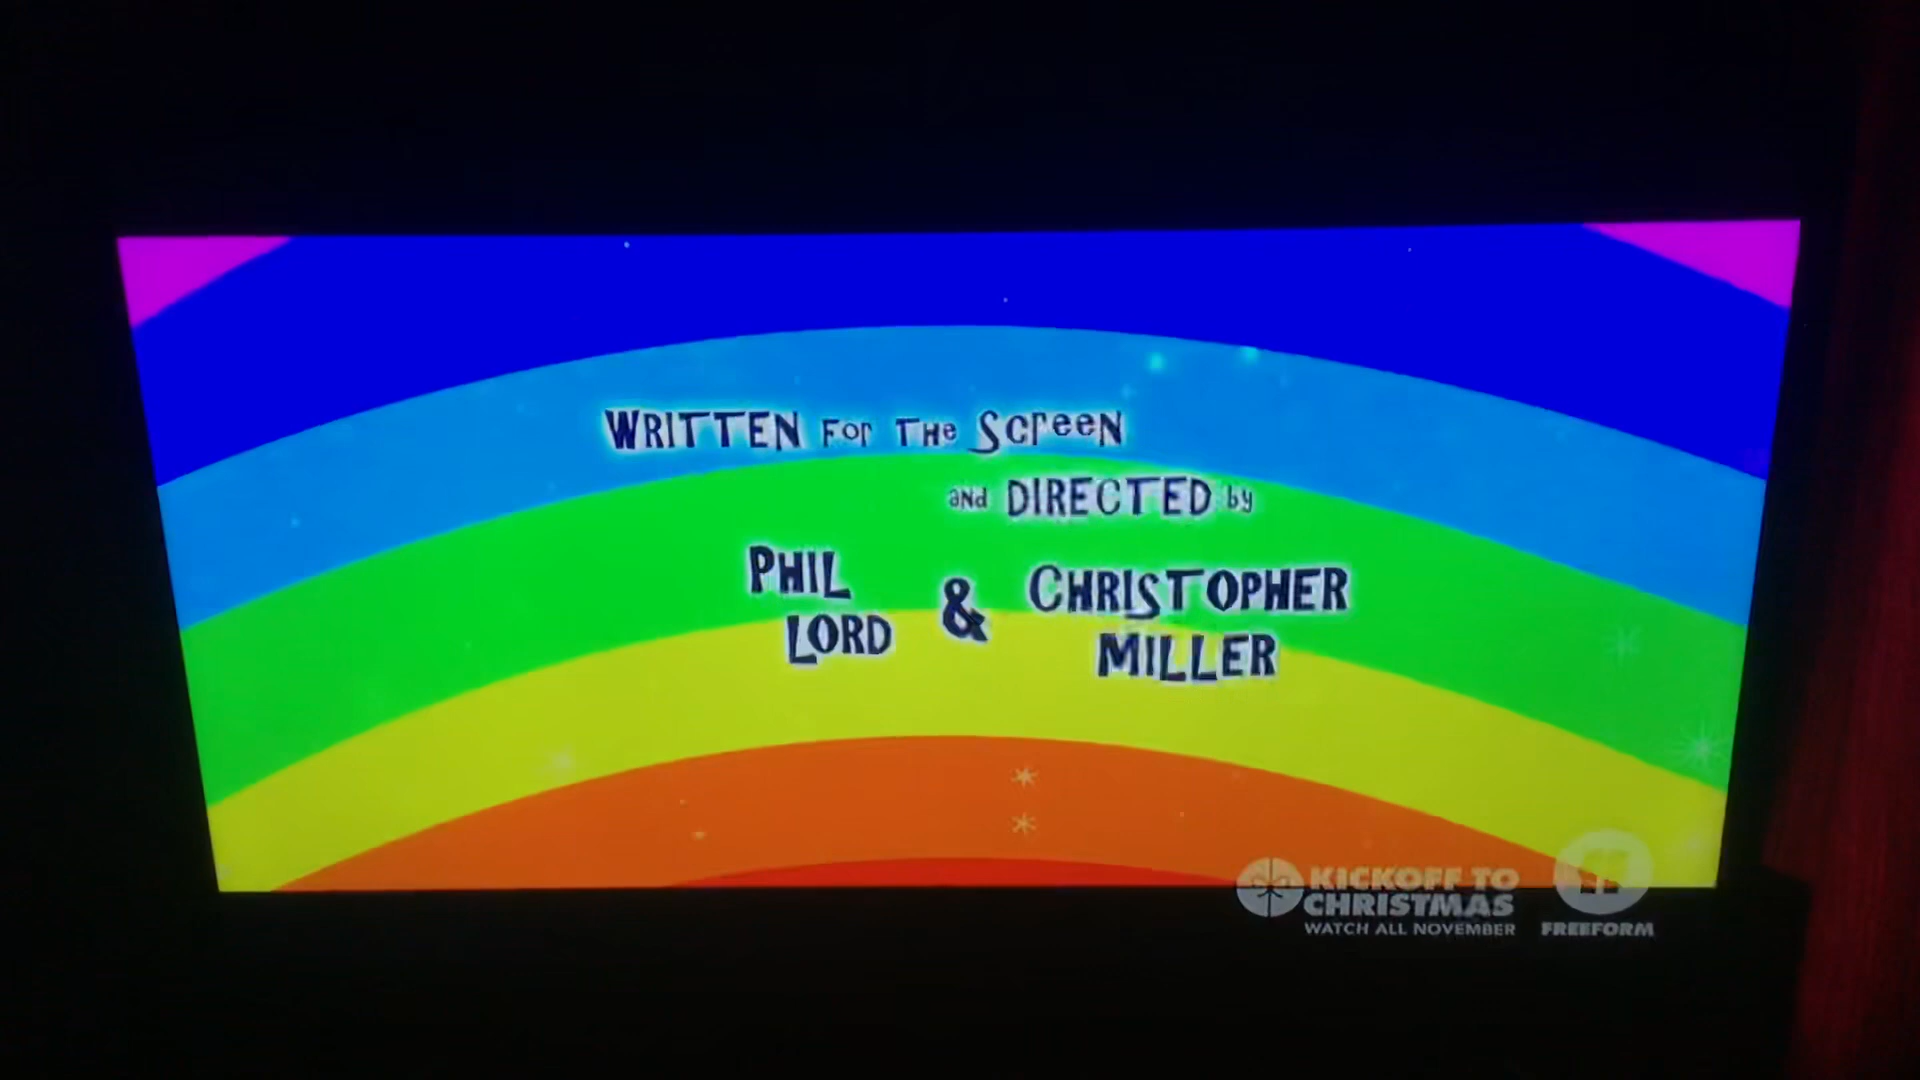 WRITTEN For THe ScreeN
aNd DIRECTED by
PHIL
LORD
&
CHRISTOPHER
MILLER
KICKOFF TO
CHRISTMAS
WATCH ALL NOVEMBER
FREEFORM